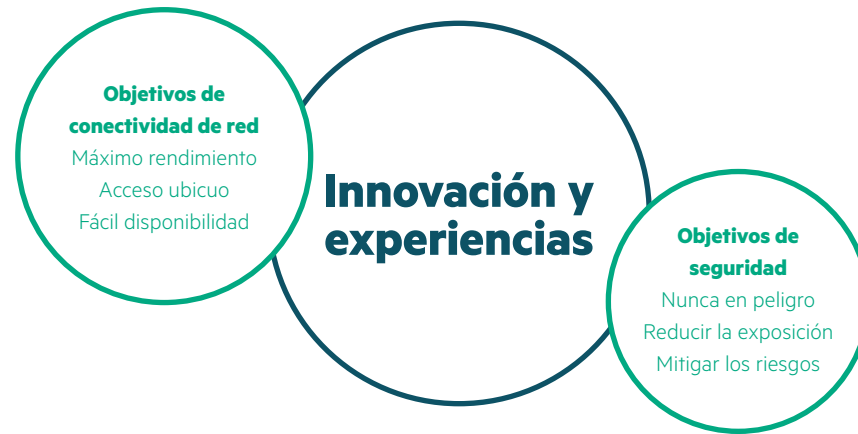 Objetivos de
conectividad de red
Máximo rendimiento
Acceso ubicuo
Fácil disponibilidad
Innovación y
experiencias
Objetivos de
seguridad
Nunca en peligro
Reducir la exposición
Mitigar los riesgos